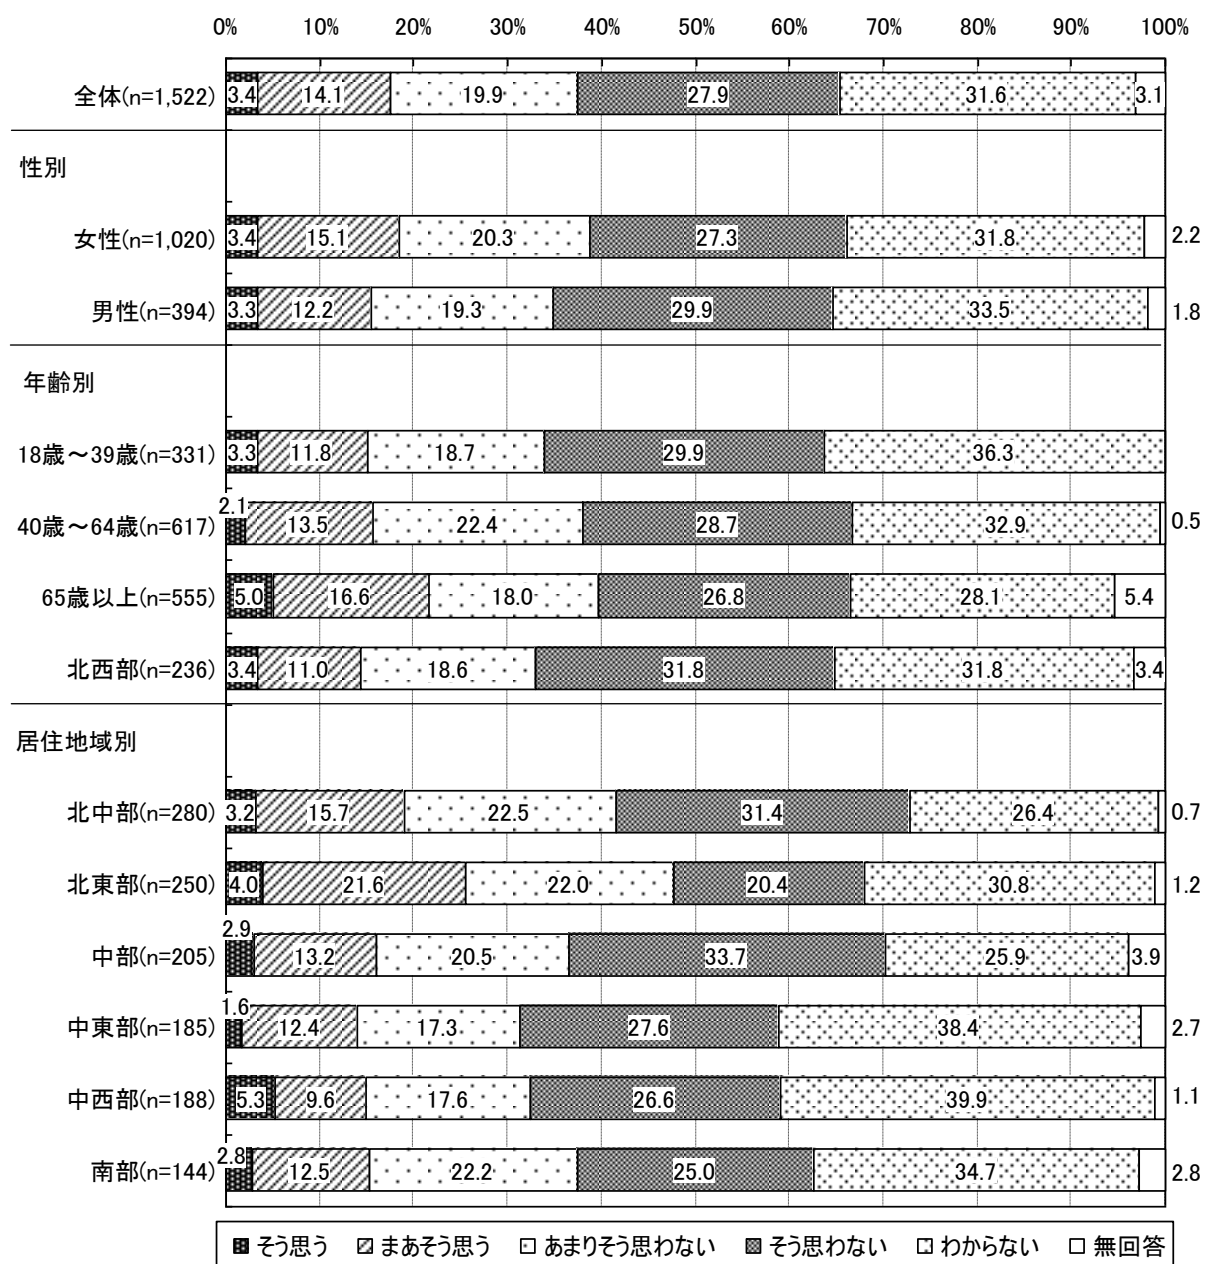 0% 10% 20% 30% 40% 50% 60% 70% 80% 90% 100%
全体(n=1,522) 3.4 14.1 19.9 27.9 31.6 3.1
性別
女性(n=1,020) 3.4 15.1 20.3 27.3 31.8 2.2
男性(n=394) 3.3 12.2 19.3 29.9 33.5 1.8
年齢別
18歳～39歳(n=331) 3.3 11.8 18.7 29.9 36.3
40歳～64歳(n=617) 2.1 13.5 22.4 28.7 32.9 0.5
65歳以上(n=555) 5.0 16.6 18.0 26.8 28.1 5.4
北西部(n=236) 3.4 11.0 18.6 31.8 31.8 3.4
居住地域別
北中部(n=280) 3.2 15.7 22.5 31.4 26.4 0.7
北東部(n=250) 4.0 21.6 22.0 20.4 30.8 1.2
中部(n=205) 2.9 13.2 20.5 33.7 25.9 3.9
中東部(n=185) 1.6 12.4 17.3 27.6 38.4 2.7
中西部(n=188) 5.3 9.6 17.6 26.6 39.9 1.1
南部(n=144) 2.8 12.5 22.2 25.0 34.7 2.8
そう思う まあそう思う あまりそう思わない そう思わない わからない 無回答